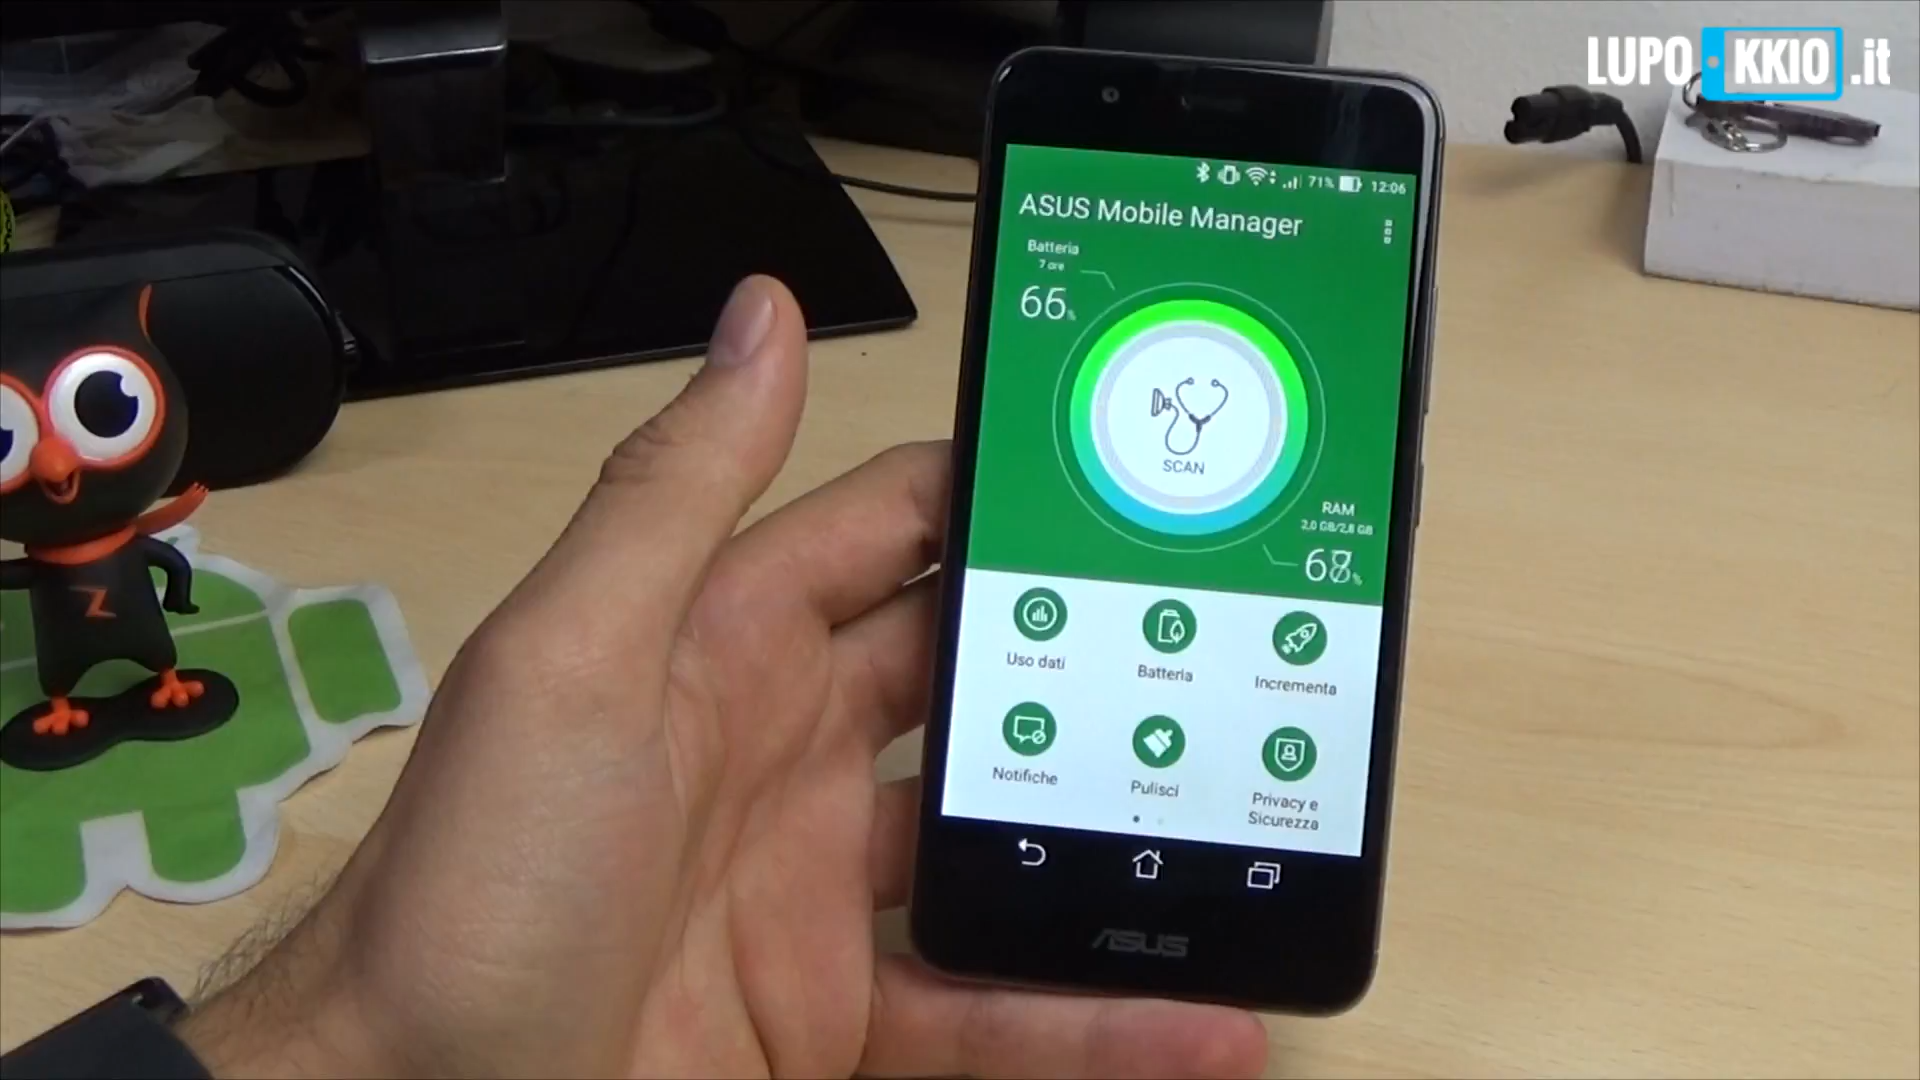 LUPO KKIO .it
71% 12:06
ASUS Mobile Manager
Batteria
7 ore
66%
SCAN
RAM
2,0 GB/2,8 GB
Uso dati
Batteria
Incrementa
Notifiche
Pulisci
Privacy e
Sicurezza
ASUS